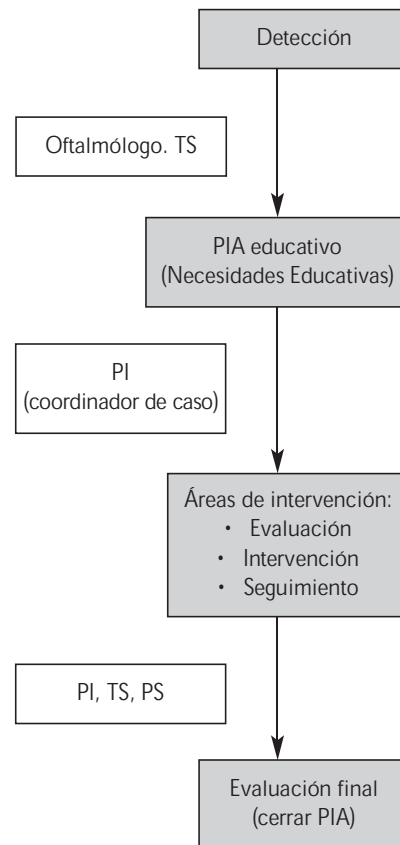 Detección
Oftalmólogo. TS
PIA educativo
(Necesidades Educativas)
PI
(coordinador de caso)
Áreas de intervención:
• Evaluación
• Intervención
• Seguimiento
PI, TS, PS
Evaluación final
(cerrar PIA)